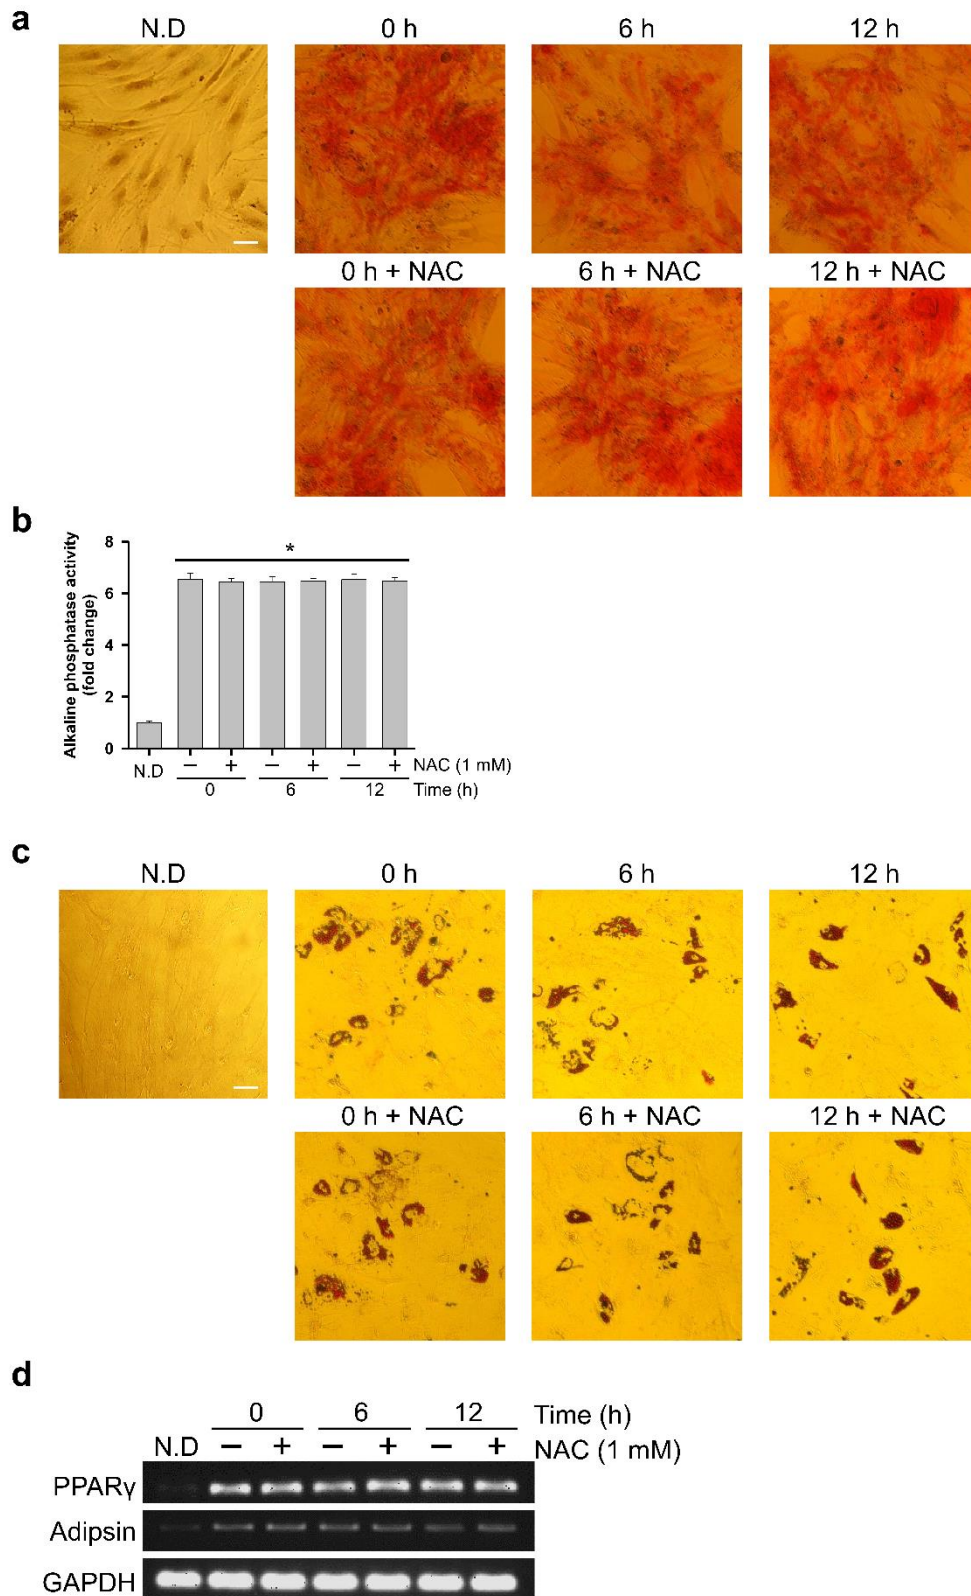 a
N.D 0 h 6 h 12 h
0 h + NAC 6 h + NAC 12 h + NAC
b
Alkaline phosphatase activity
(fold change)
8
6
4
2
0
*
N.D − + − + − + NAC (1 mM)
0 6 12 Time (h)
c
N.D 0 h 6 h 12 h
0 h + NAC 6 h + NAC 12 h + NAC
d
0 6 12 Time (h)
N.D − + − + − + NAC (1 mM)
PPARγ
Adipsin
GAPDH